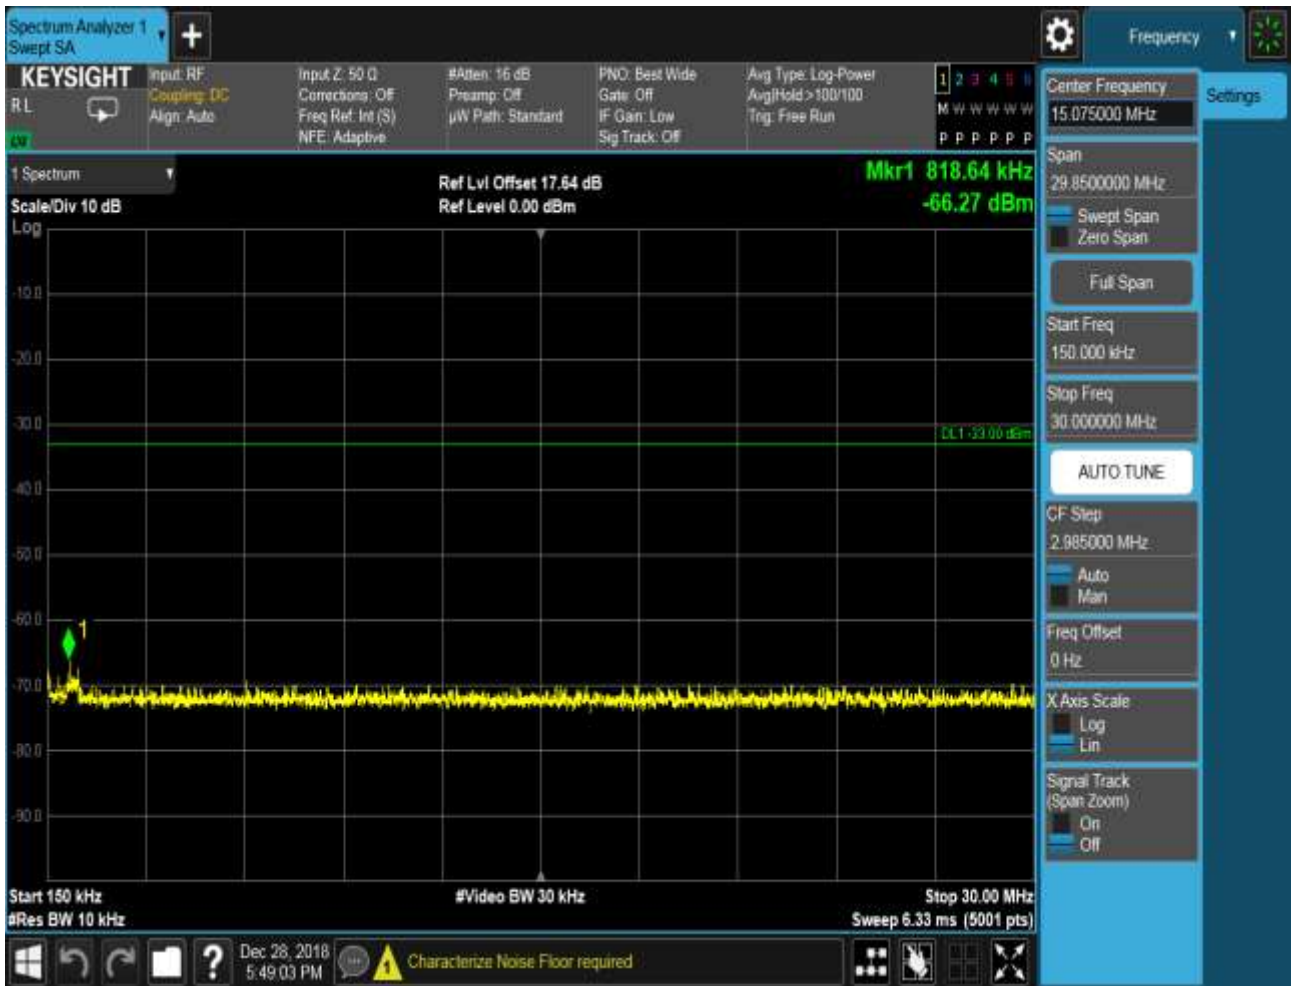 Spectrum Analyzer 1
Swept SA
Frequency
KEYSIGHT
RL
Input: RF
Coupling: DC
Align: Auto
Input Z: 50 Ω
Corrections: Off
Freq Ref: Int (S)
NFE: Adaptive
#Atten: 16 dB
Preamp: Off
µW Path: Standard
PNO: Best Wide
Gate: Off
IF Gain: Low
Sig Track: Off
Avg Type: Log-Power
Avg|Hold:>100/100
Trig: Free Run
1 2 3 4 5 6
M W W W W W
P P P P P P
1 Spectrum
Scale/Div 10 dB
Ref Lvl Offset 17.64 dB
Ref Level 0.00 dBm
Mkr1 818.64 kHz
-66.27 dBm
Log
-10.0
-20.0
-30.0
DL1 -33.00 dBm
-40.0
-50.0
-60.0
1
-70.0
-80.0
-90.0
Start 150 kHz
#Video BW 30 kHz
Stop 30.00 MHz
#Res BW 10 kHz
Sweep 6.33 ms (5001 pts)
?
Dec 28, 2018
5:49:03 PM
Characterize Noise Floor required
Center Frequency
15.075000 MHz
Settings
Span
29.8500000 MHz
Swept Span
Zero Span
Full Span
Start Freq
150.000 kHz
Stop Freq
30.000000 MHz
AUTO TUNE
CF Step
2.985000 MHz
Auto
Man
Freq Offset
0 Hz
X Axis Scale
Log
Lin
Signal Track
(Span Zoom)
On
Off